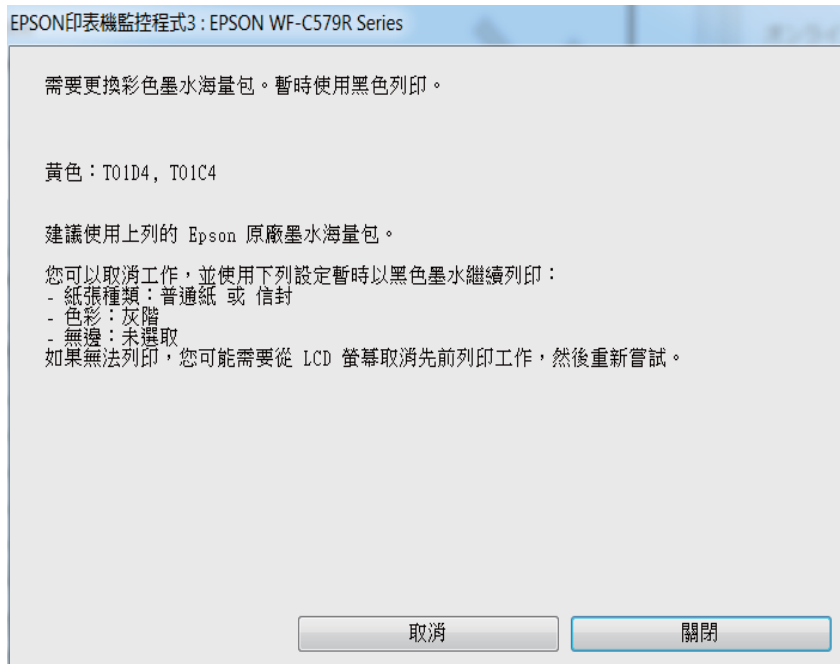 EPSON印表機監控程式3 : EPSON WF-C579R Series
需要更換彩色墨水海量包。暫時使用黑色列印。
黃色：T01D4, T01C4
建議使用上列的 Epson 原廠墨水海量包。
您可以取消工作，並使用下列設定暫時以黑色墨水繼續列印：
- 紙張種類：普通紙 或 信封
- 色彩：灰階
- 無邊：未選取
如果無法列印，您可能需要從 LCD 螢幕取消先前列印工作，然後重新嘗試。
取消
關閉